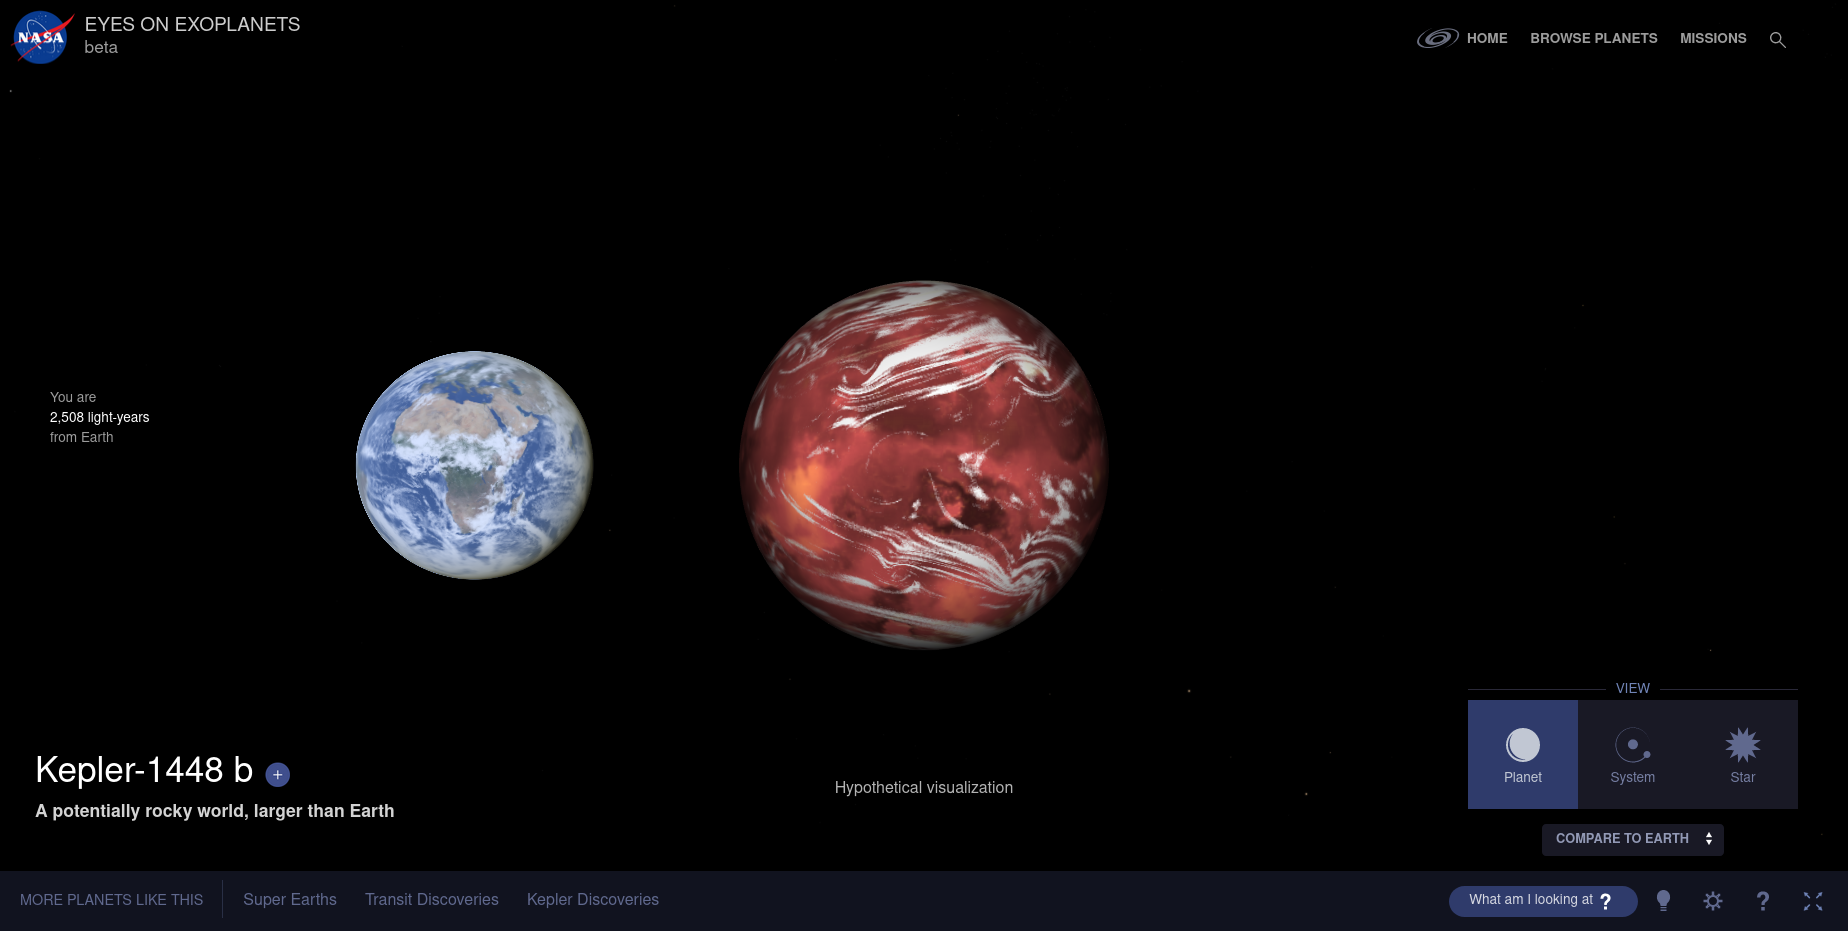 NASA
EYES ON EXOPLANETS
beta
HOME
BROWSE PLANETS
MISSIONS
You are
2,508 light-years
from Earth
Kepler-1448 b +
A potentially rocky world, larger than Earth
Hypothetical visualization
VIEW
Planet
System
Star
COMPARE TO EARTH
MORE PLANETS LIKE THIS
Super Earths
Transit Discoveries
Kepler Discoveries
What am I looking at ?
?